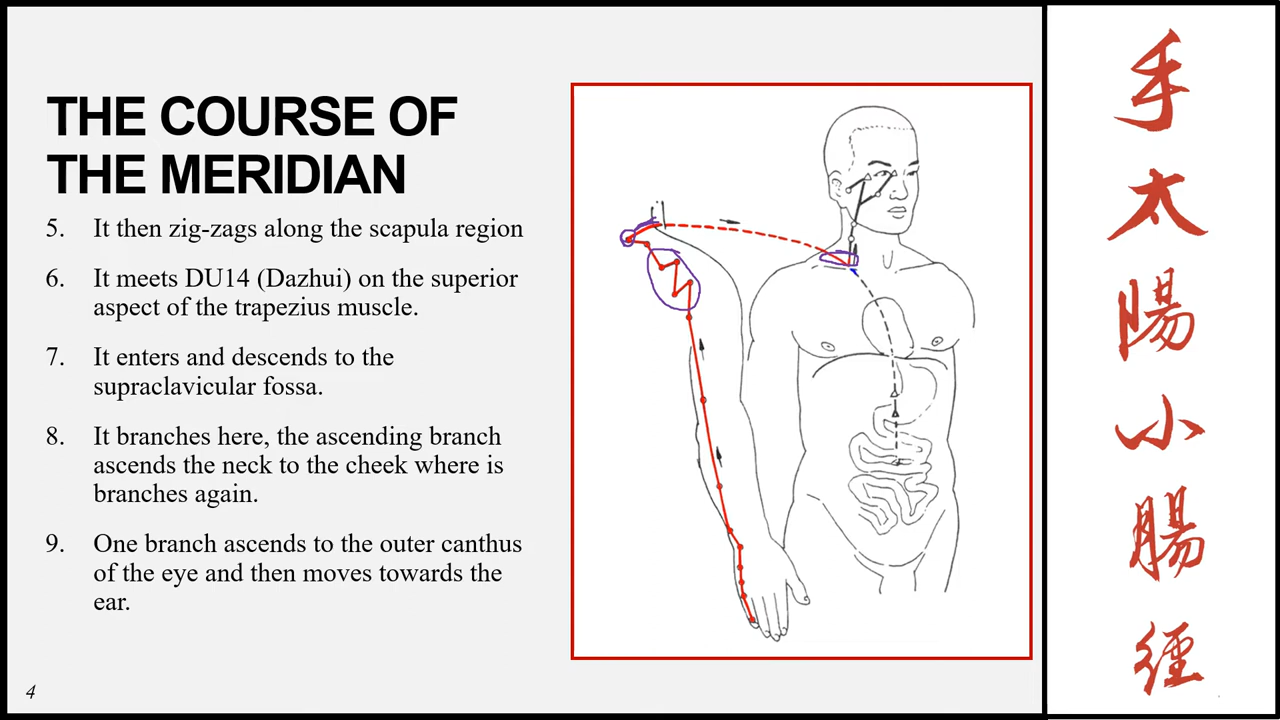 THE COURSE OF
THE MERIDIAN
5. It then zig-zags along the scapula region
6. It meets DU14 (Dazhui) on the superior
aspect of the trapezius muscle.
7. It enters and descends to the
supraclavicular fossa.
8. It branches here, the ascending branch
ascends the neck to the cheek where is
branches again.
9. One branch ascends to the outer canthus
of the eye and then moves towards the
ear.
4
手
太
陽
小
腸
經